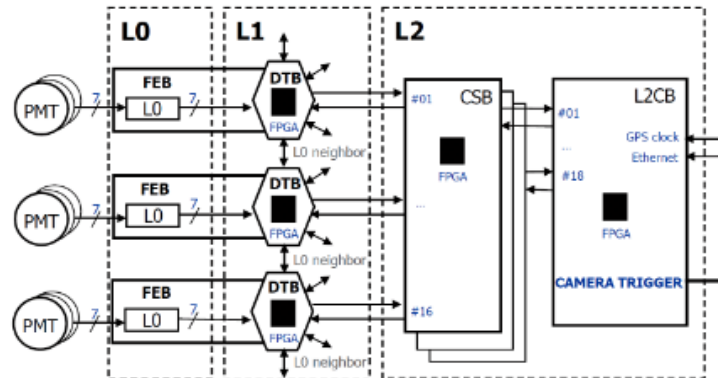 L0
L1
L2
FEB
DTB
PMT
7
L0
7
FPGA
L0 neighbor
FEB
DTB
PMT
7
L0
7
FPGA
L0 neighbor
FEB
DTB
PMT
7
L0
7
FPGA
L0 neighbor
CSB
#01
FPGA
...
#16
L2CB
#01
GPS clock
...
Ethernet
#18
FPGA
CAMERA TRIGGER